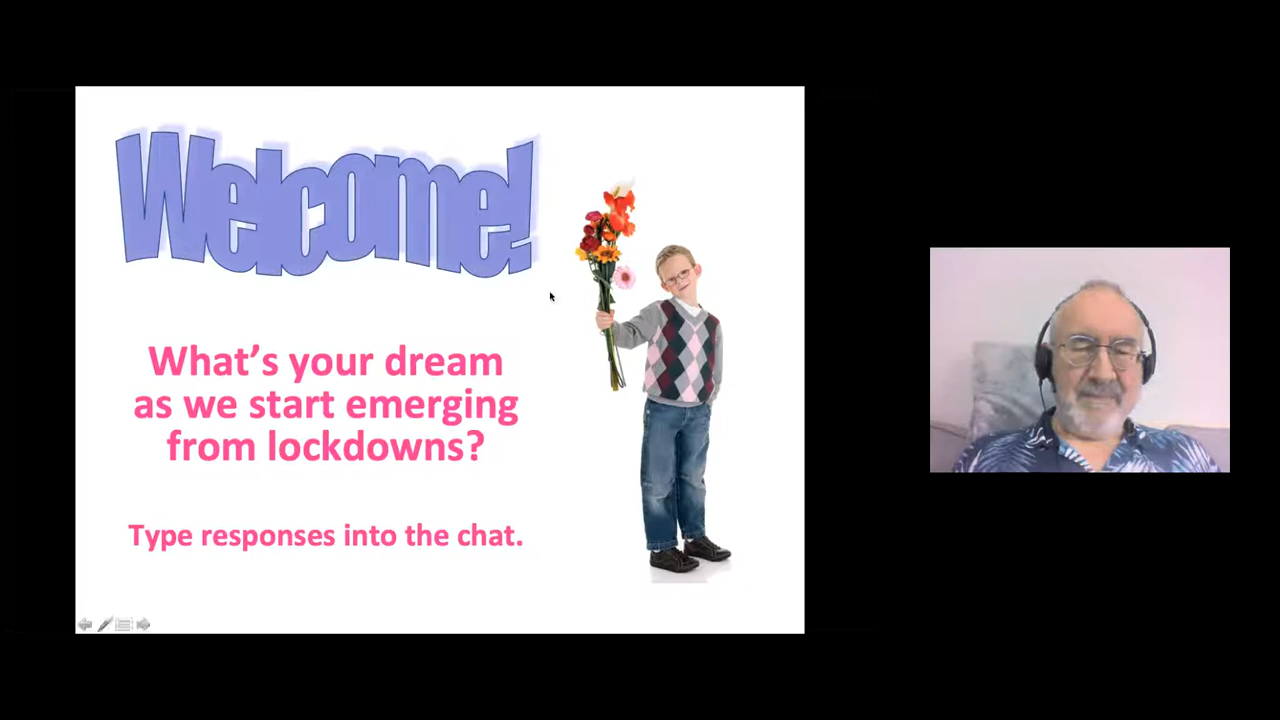 Welcome!
What's your dream
as we start emerging
from lockdowns?
Type responses into the chat.